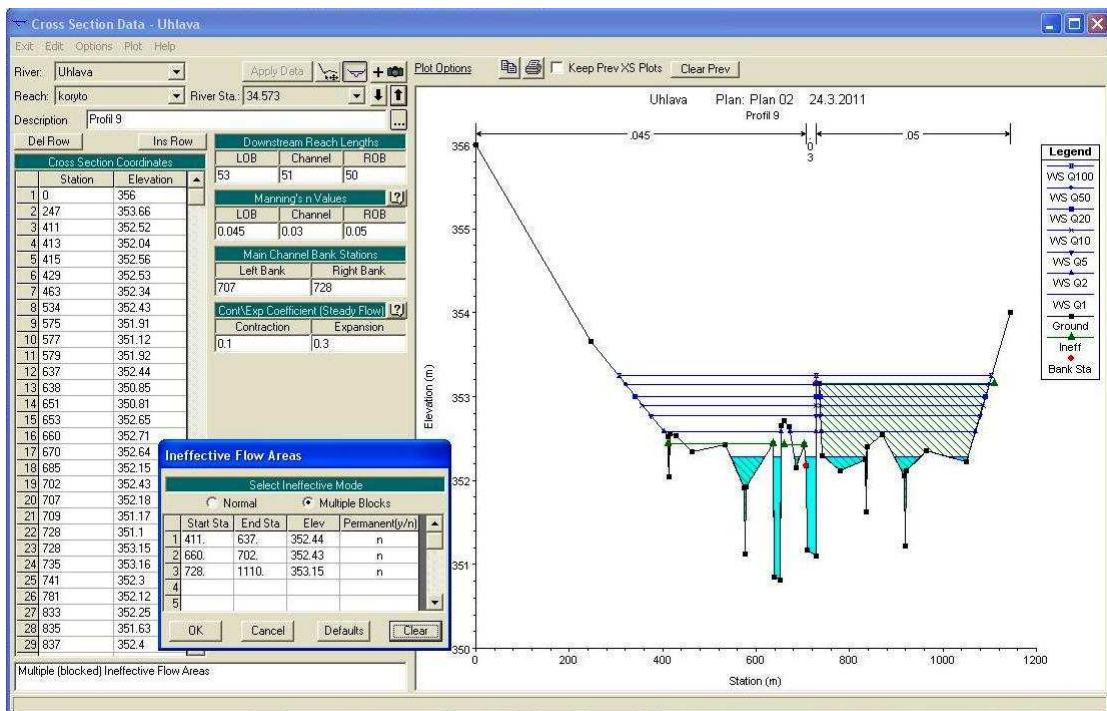 Cross Section Data - Uhlava
Exit Edit Options Plot Help
River: Uhlava Apply Data Plot Options Keep Prev XS Plots Clear Prev
Reach: koryto River Sta.: 34.573
Description Profil 9 ...
Del Row Ins Row
Cross Section Coordinates
Station Elevation
1 0 356
2 247 353.66
3 411 352.52
4 413 352.04
5 415 352.56
6 429 352.53
7 463 352.34
8 534 352.43
9 575 351.91
10 577 351.12
11 579 351.92
12 637 352.44
13 638 350.85
14 651 350.81
15 653 352.65
16 660 352.71
17 670 352.64
18 685 352.15
19 702 352.43
20 707 352.18
21 709 351.17
22 728 351.1
23 728 353.15
24 735 353.16
25 741 352.3
26 781 352.12
27 833 352.25
28 835 351.63
29 837 352.4
Downstream Reach Lengths
LOB Channel ROB
53 51 50
Manning's n Values
LOB Channel ROB
0.045 0.03 0.05
Main Channel Bank Stations
Left Bank Right Bank
707 728
Cont\Exp Coefficient (Steady Flow)
Contraction Expansion
0.1 0.3
Multiple (blocked) Ineffective Flow Areas
Ineffective Flow Areas
Select Ineffective Mode
Normal Multiple Blocks
Start Sta End Sta Elev Permanent(y/n)
1 411. 637. 352.44 n
2 660. 702. 352.43 n
3 728. 1110. 353.15 n
4
5
OK Cancel Defaults Clear
Uhlava Plan: Plan 02 24.3.2011
Profil 9
.045 .03 .05
356
355
354
353
352
351
350
Elevation (m)
0 200 400 600 800 1000 1200
Station (m)
Legend
WS Q100
WS Q50
WS Q20
WS Q10
WS Q5
WS Q2
WS Q1
Ground
Ineff
Bank Sta